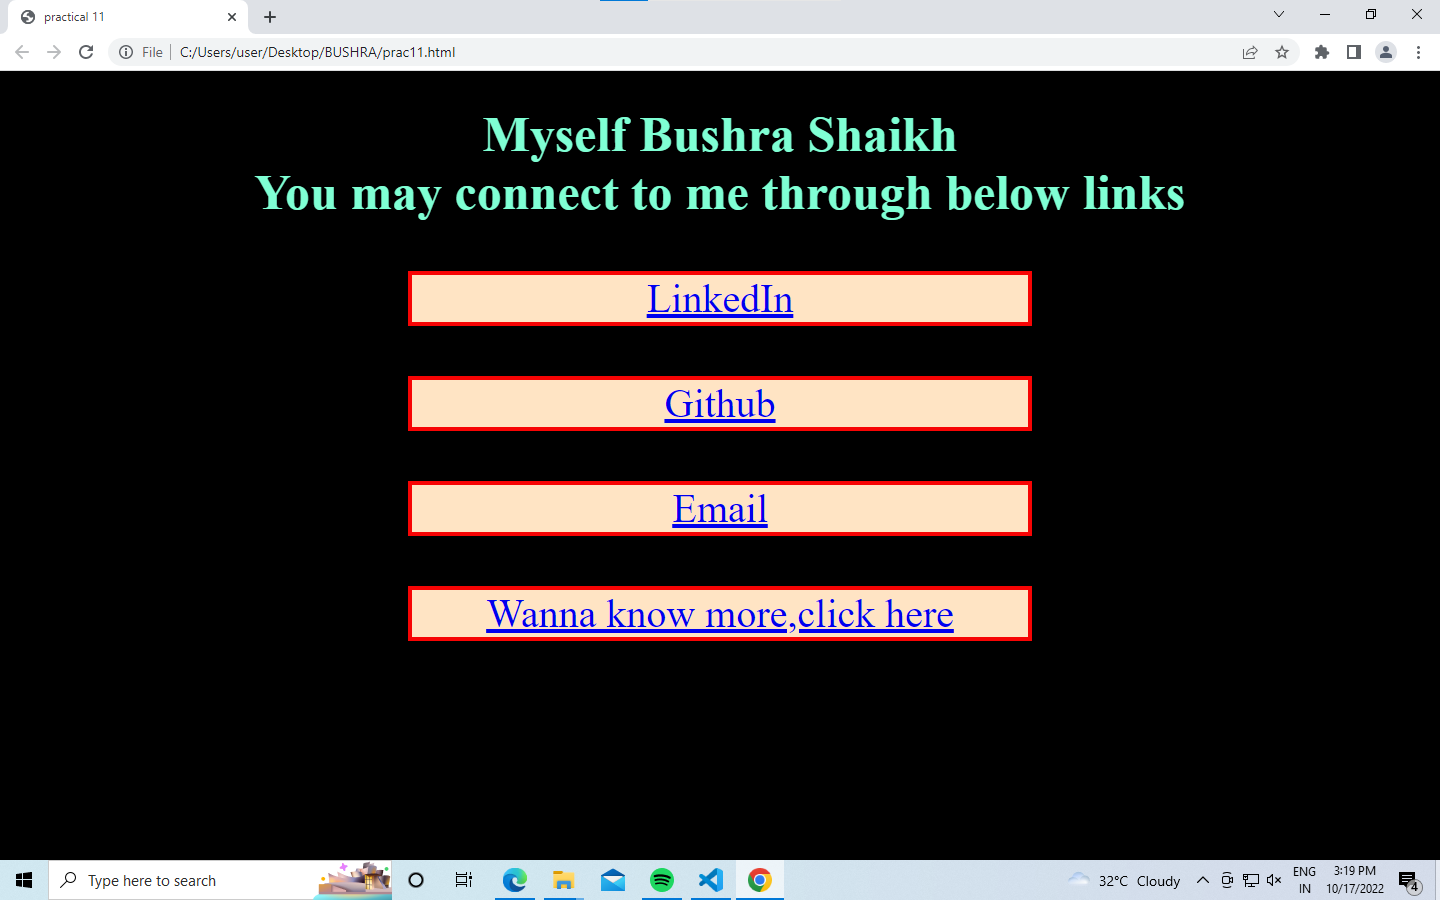 practical 11
File
C:/Users/user/Desktop/BUSHRA/prac11.html
Myself Bushra Shaikh
You may connect to me through below links
LinkedIn
Github
Email
Wanna know more,click here
Type here to search
32°C Cloudy
ENG
IN
3:19 PM
10/17/2022
4